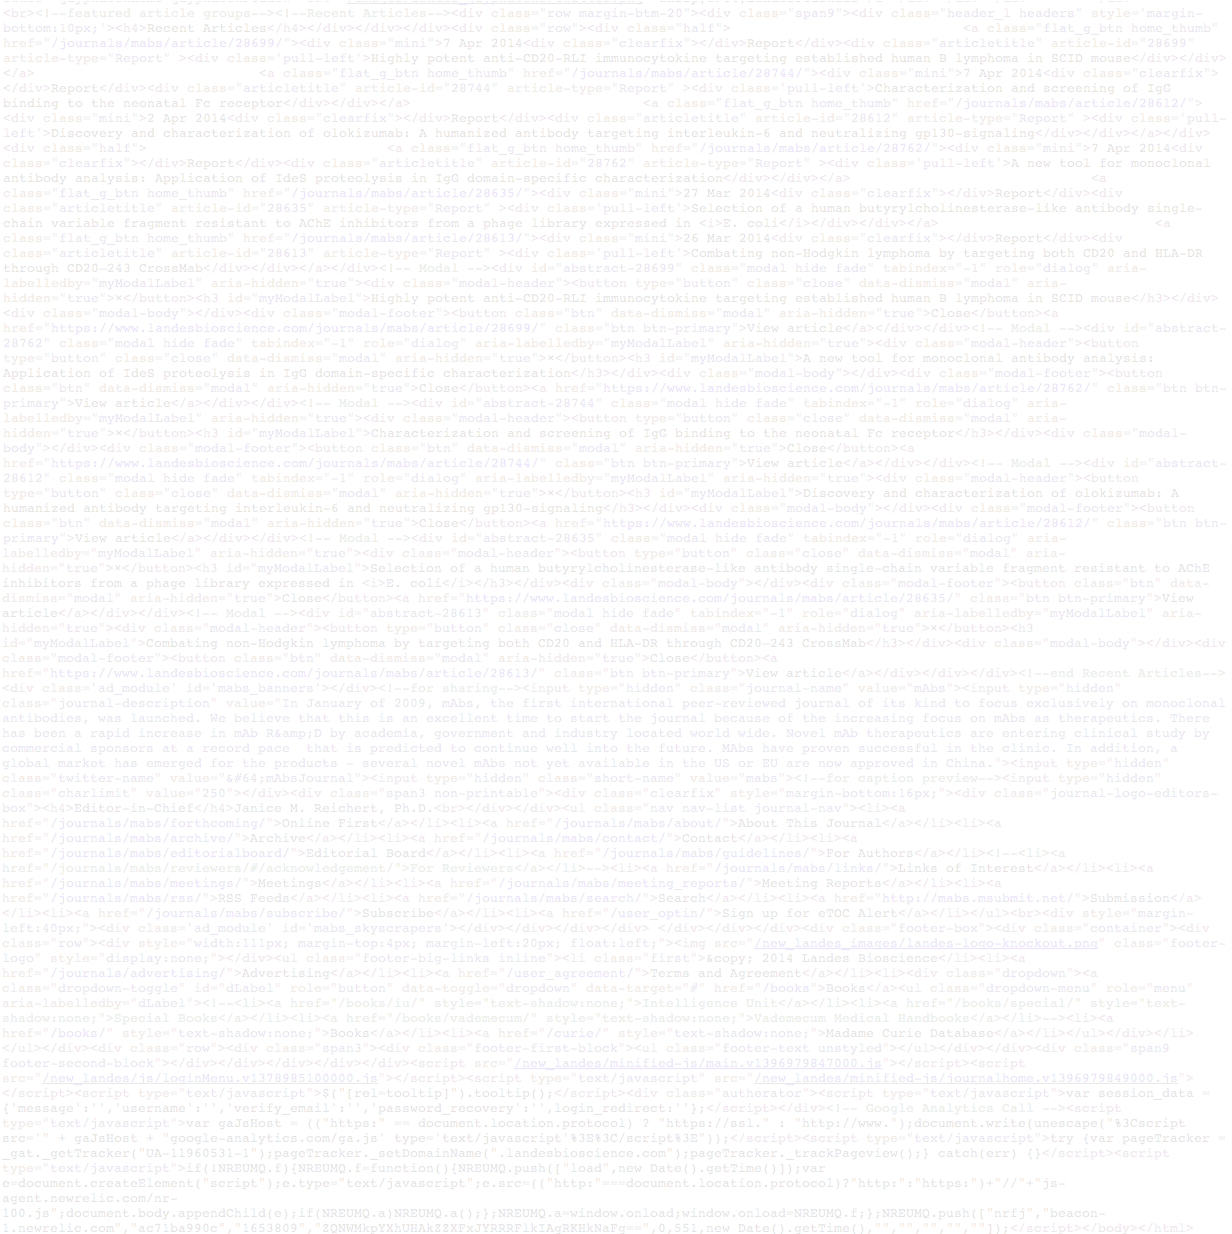 <br><!--featured article groups--><!--Recent Articles--><div class="row margin-btm-20"><div class="span9"><div class="header_1 headers" style='margin-
bottom:10px;'><h4>Recent Articles</h4></div></div></div><div class="row"><div class="half"> <a class="flat_g_btn home_thumb"
href="/journals/mabs/article/28699/"><div class="mini">7 Apr 2014<div class="clearfix"></div>Report</div><div class="articletitle" article-id="28699"
article-type="Report" ><div class='pull-left'>Highly potent anti-CD20-RLI immunocytokine targeting established human B lymphoma in SCID mouse</div></div>
</a> <a class="flat_g_btn home_thumb" href="/journals/mabs/article/28744/"><div class="mini">7 Apr 2014<div class="clearfix">
</div>Report</div><div class="articletitle" article-id="28744" article-type="Report" ><div class='pull-left'>Characterization and screening of IgG
binding to the neonatal Fc receptor</div></div></a> <a class="flat_g_btn home_thumb" href="/journals/mabs/article/28612/">
<div class="mini">2 Apr 2014<div class="clearfix"></div>Report</div><div class="articletitle" article-id="28612" article-type="Report" ><div class='pull-
left'>Discovery and characterization of olokizumab: A humanized antibody targeting interleukin-6 and neutralizing gp130-signaling</div></div></a></div>
<div class="half"> <a class="flat_g_btn home_thumb" href="/journals/mabs/article/28762/"><div class="mini">7 Apr 2014<div
class="clearfix"></div>Report</div><div class="articletitle" article-id="28762" article-type="Report" ><div class='pull-left'>A new tool for monoclonal
antibody analysis: Application of IdeS proteolysis in IgG domain-specific characterization</div></div></a> <a
class="flat_g_btn home_thumb" href="/journals/mabs/article/28635/"><div class="mini">27 Mar 2014<div class="clearfix"></div>Report</div><div
class="articletitle" article-id="28635" article-type="Report" ><div class='pull-left'>Selection of a human butyrylcholinesterase-like antibody single-
chain variable fragment resistant to AChE inhibitors from a phage library expressed in <i>E. coli</i></div></div></a> <a
class="flat_g_btn home_thumb" href="/journals/mabs/article/28613/"><div class="mini">26 Mar 2014<div class="clearfix"></div>Report</div><div
class="articletitle" article-id="28613" article-type="Report" ><div class='pull-left'>Combating non-Hodgkin lymphoma by targeting both CD20 and HLA-DR
through CD20–243 CrossMab</div></div></a></div><!-- Modal --><div id="abstract-28699" class="modal hide fade" tabindex="-1" role="dialog" aria-
labelledby="myModalLabel" aria-hidden="true"><div class="modal-header"><button type="button" class="close" data-dismiss="modal" aria-
hidden="true">×</button><h3 id="myModalLabel">Highly potent anti-CD20-RLI immunocytokine targeting established human B lymphoma in SCID mouse</h3></div>
<div class="modal-body"></div><div class="modal-footer"><button class="btn" data-dismiss="modal" aria-hidden="true">Close</button><a
href="https://www.landesbioscience.com/journals/mabs/article/28699/" class="btn btn-primary">View article</a></div></div><!-- Modal --><div id="abstract-
28762" class="modal hide fade" tabindex="-1" role="dialog" aria-labelledby="myModalLabel" aria-hidden="true"><div class="modal-header"><button
type="button" class="close" data-dismiss="modal" aria-hidden="true">×</button><h3 id="myModalLabel">A new tool for monoclonal antibody analysis:
Application of IdeS proteolysis in IgG domain-specific characterization</h3></div><div class="modal-body"></div><div class="modal-footer"><button
class="btn" data-dismiss="modal" aria-hidden="true">Close</button><a href="https://www.landesbioscience.com/journals/mabs/article/28762/" class="btn btn-
primary">View article</a></div></div><!-- Modal --><div id="abstract-28744" class="modal hide fade" tabindex="-1" role="dialog" aria-
labelledby="myModalLabel" aria-hidden="true"><div class="modal-header"><button type="button" class="close" data-dismiss="modal" aria-
hidden="true">×</button><h3 id="myModalLabel">Characterization and screening of IgG binding to the neonatal Fc receptor</h3></div><div class="modal-
body"></div><div class="modal-footer"><button class="btn" data-dismiss="modal" aria-hidden="true">Close</button><a
href="https://www.landesbioscience.com/journals/mabs/article/28744/" class="btn btn-primary">View article</a></div></div><!-- Modal --><div id="abstract-
28612" class="modal hide fade" tabindex="-1" role="dialog" aria-labelledby="myModalLabel" aria-hidden="true"><div class="modal-header"><button
type="button" class="close" data-dismiss="modal" aria-hidden="true">×</button><h3 id="myModalLabel">Discovery and characterization of olokizumab: A
humanized antibody targeting interleukin-6 and neutralizing gp130-signaling</h3></div><div class="modal-body"></div><div class="modal-footer"><button
class="btn" data-dismiss="modal" aria-hidden="true">Close</button><a href="https://www.landesbioscience.com/journals/mabs/article/28612/" class="btn btn-
primary">View article</a></div></div><!-- Modal --><div id="abstract-28635" class="modal hide fade" tabindex="-1" role="dialog" aria-
labelledby="myModalLabel" aria-hidden="true"><div class="modal-header"><button type="button" class="close" data-dismiss="modal" aria-
hidden="true">×</button><h3 id="myModalLabel">Selection of a human butyrylcholinesterase-like antibody single-chain variable fragment resistant to AChE
inhibitors from a phage library expressed in <i>E. coli</i></h3></div><div class="modal-body"></div><div class="modal-footer"><button class="btn" data-
dismiss="modal" aria-hidden="true">Close</button><a href="https://www.landesbioscience.com/journals/mabs/article/28635/" class="btn btn-primary">View
article</a></div></div><!-- Modal --><div id="abstract-28613" class="modal hide fade" tabindex="-1" role="dialog" aria-labelledby="myModalLabel" aria-
hidden="true"><div class="modal-header"><button type="button" class="close" data-dismiss="modal" aria-hidden="true">×</button><h3
id="myModalLabel">Combating non-Hodgkin lymphoma by targeting both CD20 and HLA-DR through CD20–243 CrossMab</h3></div><div class="modal-body"></div><div
class="modal-footer"><button class="btn" data-dismiss="modal" aria-hidden="true">Close</button><a
href="https://www.landesbioscience.com/journals/mabs/article/28613/" class="btn btn-primary">View article</a></div></div></div><!--end Recent Articles-->
<div class='ad_module' id='mabs_banners'></div><!--for sharing--><input type="hidden" class="journal-name" value="mAbs"><input type="hidden"
class="journal-description" value="In January of 2009, mAbs, the first international peer-reviewed journal of its kind to focus exclusively on monoclonal
antibodies, was launched. We believe that this is an excellent time to start the journal because of the increasing focus on mAbs as therapeutics. There
has been a rapid increase in mAb R&amp;D by academia, government and industry located world wide. Novel mAb therapeutics are entering clinical study by
commercial sponsors at a record pace  that is predicted to continue well into the future. MAbs have proven successful in the clinic. In addition, a
global market has emerged for the products – several novel mAbs not yet available in the US or EU are now approved in China."><input type="hidden"
class="twitter-name" value="&#64;mAbsJournal"><input type="hidden" class="short-name" value="mabs"><!--for caption preview--><input type="hidden"
class="charlimit" value="250"></div><div class="span3 non-printable"><div class="clearfix" style="margin-bottom:16px;"><div class="journal-logo-editors-
box"><h4>Editor-in-Chief</h4>Janice M. Reichert, Ph.D.<br></div></div><ul class="nav nav-list journal-nav"><li><a
href="/journals/mabs/forthcoming/">Online First</a></li><li><a href="/journals/mabs/about/">About This Journal</a></li><li><a
href="/journals/mabs/archive/">Archive</a></li><li><a href="/journals/mabs/contact/">Contact</a></li><li><a
href="/journals/mabs/editorialboard/">Editorial Board</a></li><li><a href="/journals/mabs/guidelines/">For Authors</a></li><!--<li><a
href="/journals/mabs/reviewers/#/acknowledgement/">For Reviewers</a></li>--><li><a href="/journals/mabs/links/">Links of Interest</a></li><li><a
href="/journals/mabs/meetings/">Meetings</a></li><li><a href="/journals/mabs/meeting_reports/">Meeting Reports</a></li><li><a
href="/journals/mabs/rss/">RSS Feeds</a></li><li><a href="/journals/mabs/search/">Search</a></li><li><a href="http://mabs.msubmit.net/">Submission</a>
</li><li><a href="/journals/mabs/subscribe/">Subscribe</a></li><li><a href="/user_optin/">Sign up for eTOC Alert</a></li></ul><br><div style="margin-
left:40px;"><div class='ad_module' id='mabs_skyscrapers'></div></div></div></div></div><div class="footer-box"><div class="container"><div
class="row"><div style="width:111px; margin-top:4px; margin-left:20px; float:left;"><img src="/new_landes_images/landes-logo-knockout.png" class="footer-
logo" style="display:none;"></div><ul class="footer-big-links inline"><li class="first">&copy; 2014 Landes Bioscience</li><li><a
href="/journals/advertising/">Advertising</a></li><li><a href="/user_agreement/">Terms and Agreement</a></li><li><div class="dropdown"><a
class="dropdown-toggle" id="dLabel" role="button" data-toggle="dropdown" data-target="#" href="/books">Books</a><ul class="dropdown-menu" role="menu"
aria-labelledby="dLabel"><!--<li><a href="/books/iu/" style="text-shadow:none;">Intelligence Unit</a></li><li><a href="/books/special/" style="text-
shadow:none;">Special Books</a></li><li><a href="/books/vademecum/" style="text-shadow:none;">Vademecum Medical Handbooks</a></li>--><li><a
href="/books/" style="text-shadow:none;">Books</a></li><li><a href="/curie/" style="text-shadow:none;">Madame Curie Database</a></li></ul></div></li>
</ul></div><div class="row"><div class="span3"><div class="footer-first-block"><ul class="footer-text unstyled"></ul></div></div><div class="span9
footer-second-block"></div></div></div></div><script src="/new_landes/minified-js/main.v1396979847000.js"></script><script
src="/new_landes/js/loginMenu.v1378985100000.js"></script><script type="text/javascript" src="/new_landes/minified-js/journalhome.v1396979849000.js">
</script><script type="text/javascript">$("[rel=tooltip]").tooltip();</script><div class="autherator"><script type="text/javascript">var session_data =
{'message':'','username':'','verify_email':'','password_recovery':'',login_redirect:''};</script></div><!-- Google Analytics Call --><script
type="text/javascript">var gaJsHost = (("https:" == document.location.protocol) ? "https://ssl." : "http://www.");document.write(unescape("%3Cscript
src='" + gaJsHost + "google-analytics.com/ga.js' type='text/javascript'%3E%3C/script%3E"));</script><script type="text/javascript">try {var pageTracker =
_gat._getTracker("UA-11960531-1");pageTracker._setDomainName(".landesbioscience.com");pageTracker._trackPageview();} catch(err) {}</script><script
type="text/javascript">if(!NREUMQ.f){NREUMQ.f=function(){NREUMQ.push(["load",new Date().getTime()]);var
e=document.createElement("script");e.type="text/javascript";e.src=(("http:"===document.location.protocol)?"http:":"https:")+"//"+"js-
agent.newrelic.com/nr-
100.js";document.body.appendChild(e);if(NREUMQ.a)NREUMQ.a();};NREUMQ.a=window.onload;window.onload=NREUMQ.f;};NREUMQ.push(["nrfj","beacon-
1.newrelic.com","ac71ba990c","1653809","ZQNWMkpYXhUHAkZZXFxJYRRRFlkIAgRKHkNaFg==",0,551,new Date().getTime(),"","","","",""]);</script></body></html>